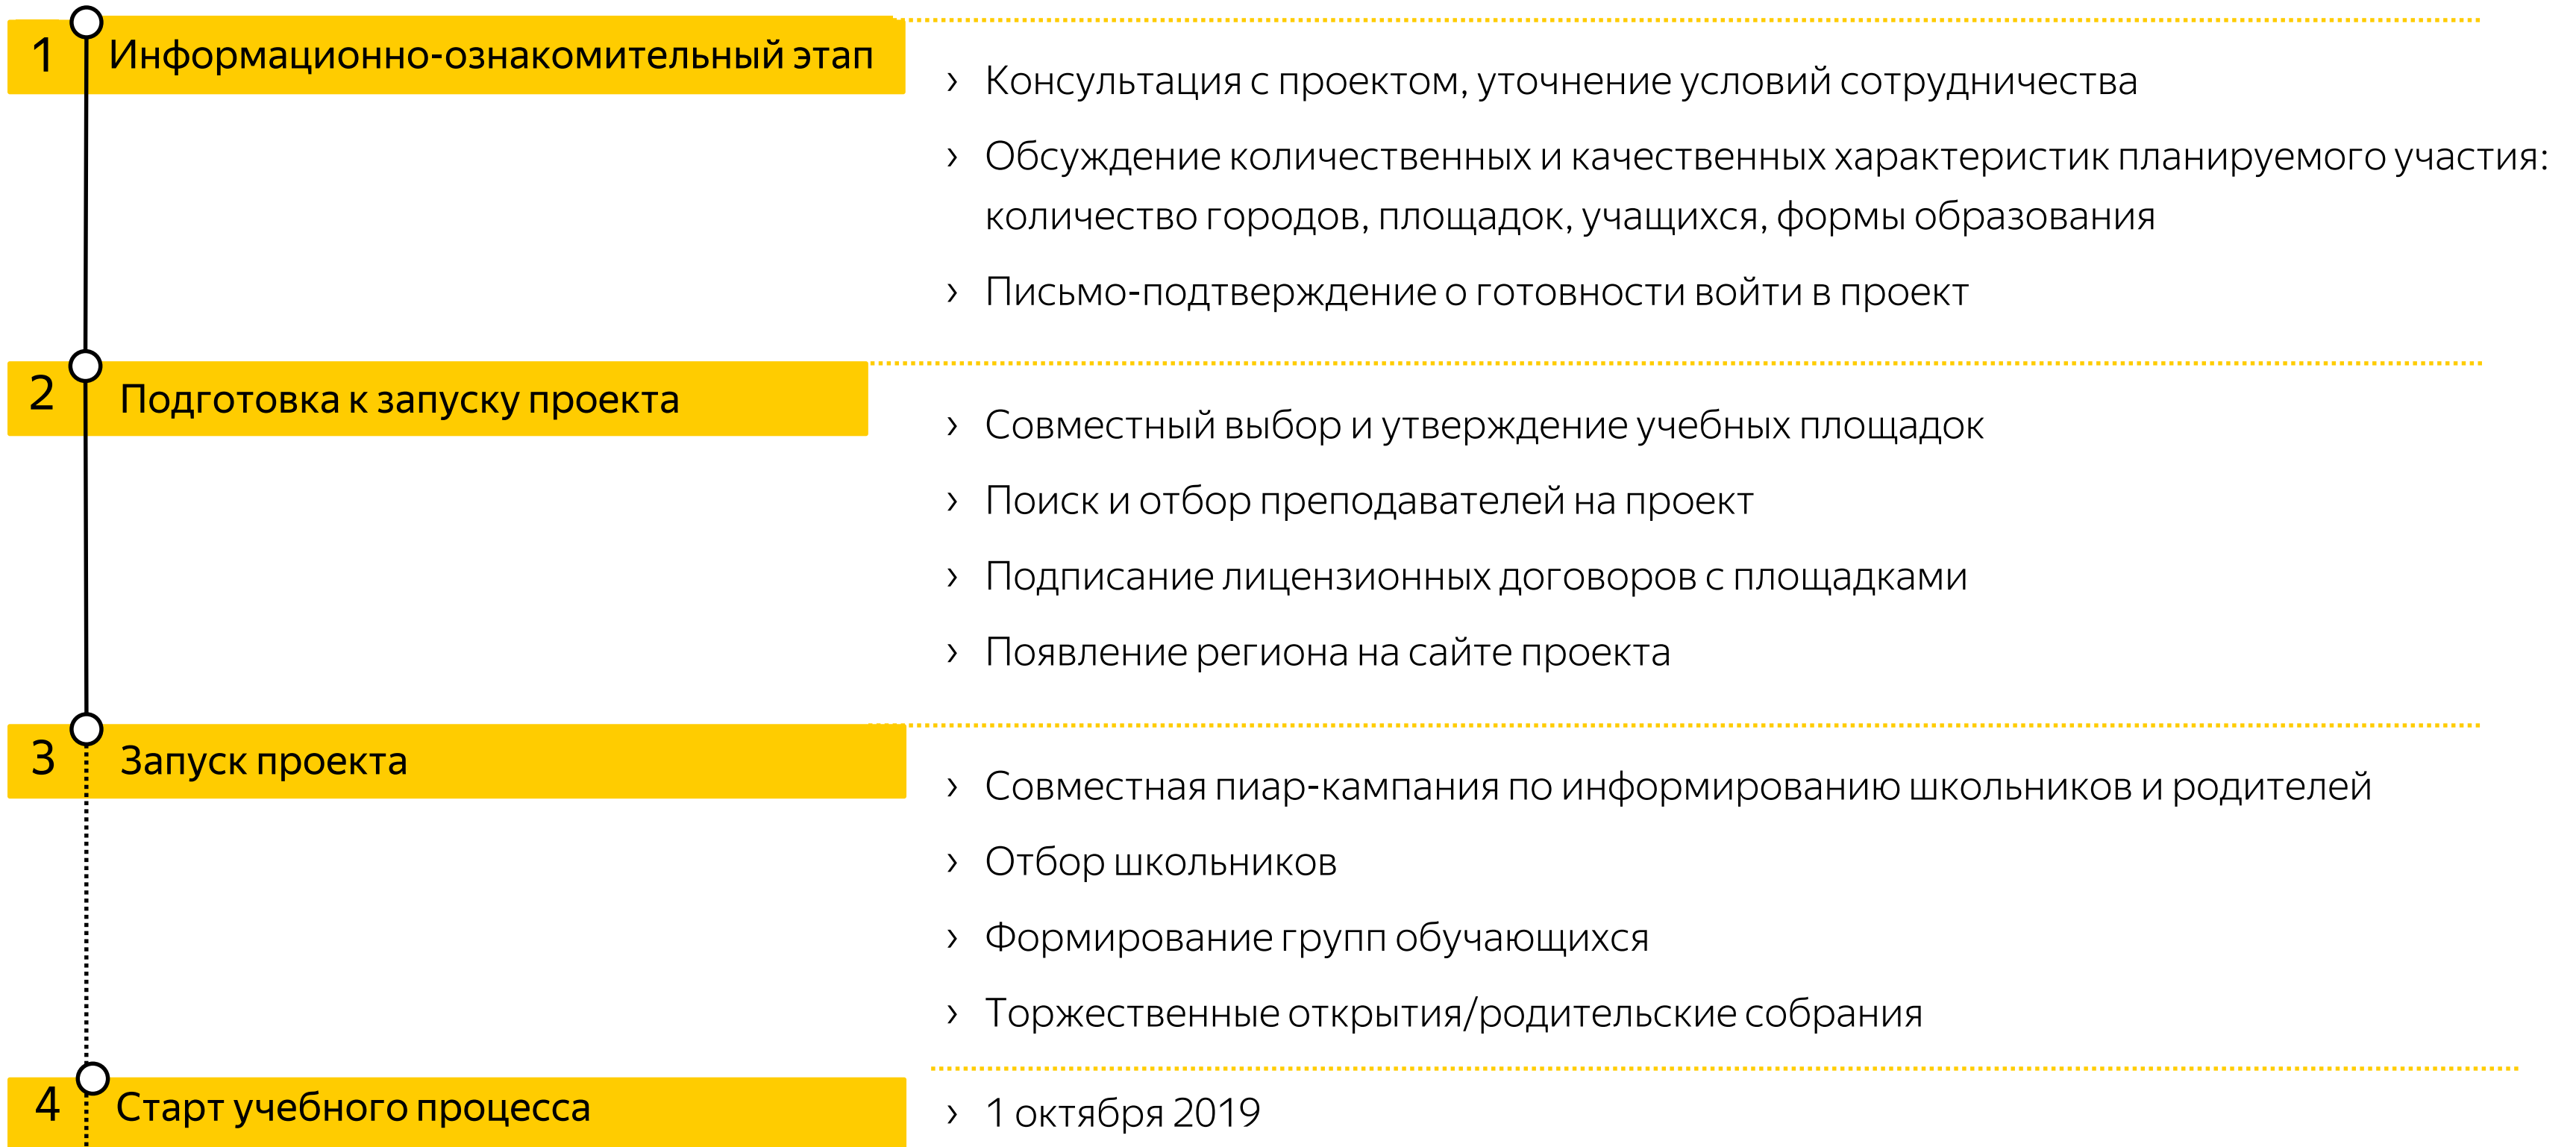 1 Информационно-ознакомительный этап
› Консультация с проектом, уточнение условий сотрудничества
› Обсуждение количественных и качественных характеристик планируемого участия:
количество городов, площадок, учащихся, формы образования
› Письмо-подтверждение о готовности войти в проект
2 Подготовка к запуску проекта
› Совместный выбор и утверждение учебных площадок
› Поиск и отбор преподавателей на проект
› Подписание лицензионных договоров с площадками
› Появление региона на сайте проекта
3 Запуск проекта
› Совместная пиар-кампания по информированию школьников и родителей
› Отбор школьников
› Формирование групп обучающихся
› Торжественные открытия/родительские собрания
4 Старт учебного процесса
› 1 октября 2019